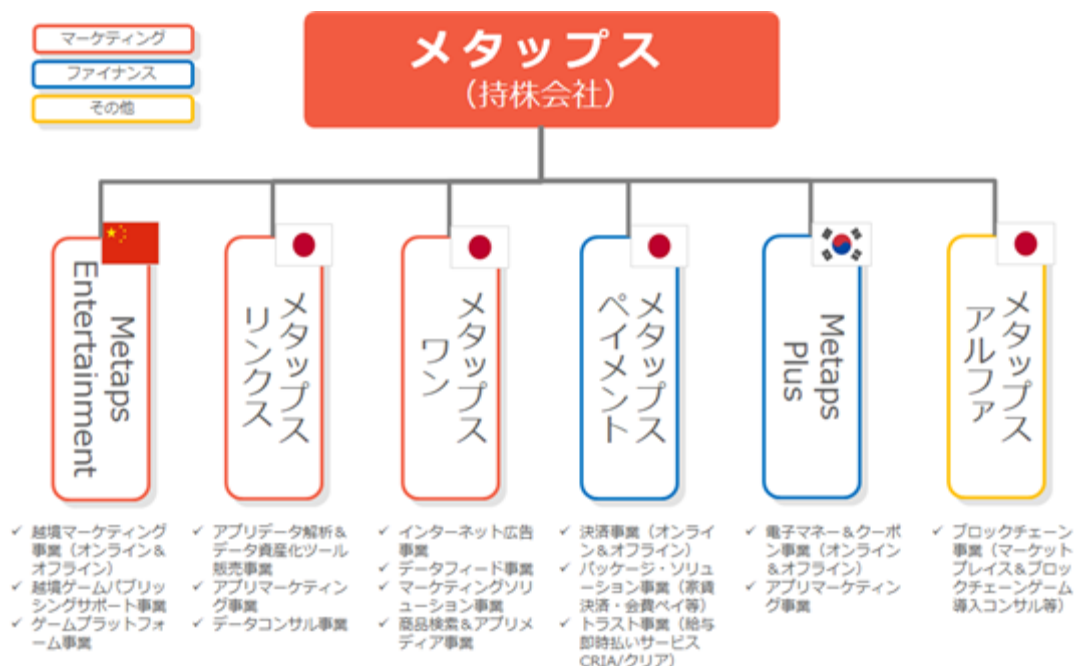 マーケティング
ファイナンス
その他
メタップス
（持株会社）
Metaps
Entertainment
メタップス
リンクス
メタップス
ワン
メタップス
ペイメント
Metaps
Plus
メタップス
アルファ
✓ 越境マーケティング
事業（オンライン＆
オフライン）
✓ 越境ゲームパブリッ
シングサポート事業
✓ ゲームプラットフォ
ーム事業
✓ アプリデータ解析＆
データ資産化ツール
販売事業
✓ アプリマーケティン
グ事業
✓ データコンサル事業
✓ インターネット広告
事業
✓ データフィード事業
✓ マーケティングソリ
ューション事業
✓ 商品検索＆アプリメ
ディア事業
✓ 決済事業（オンライ
ン＆オフライン）
✓ パッケージ・ソリュ
ーション事業（家賃
決済・会費ペイ等）
✓ トラスト事業（給与
即時払いサービス
CRIA/クリア）
✓ 電子マネー＆クーポ
ン事業（オンライン
＆オフライン）
✓ アプリマーケティン
グ事業
✓ ブロックチェーン
事業（マーケット
プレイス＆ブロッ
クチェーンゲーム
導入コンサル等）